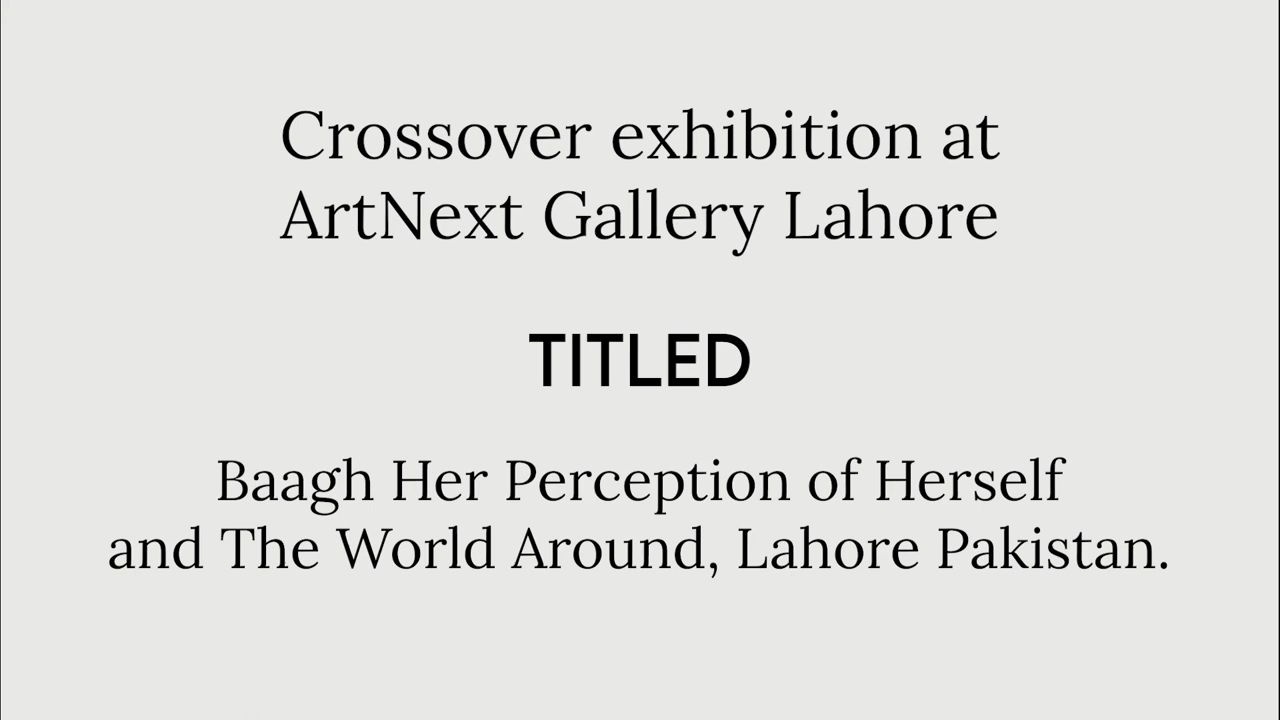 Crossover exhibition at
ArtNext Gallery Lahore
TITLED
Baagh Her Perception of Herself
and The World Around, Lahore Pakistan.